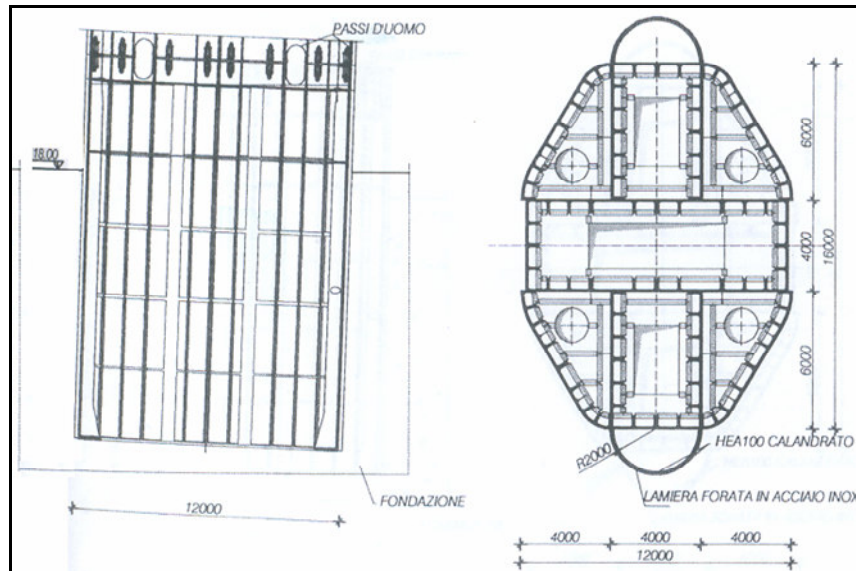 PASSI D'UOMO
18.00
12000
FONDAZIONE
6000
4000
16000
6000
R2000
HEA100 CALANDRATO
LAMIERA FORATA IN ACCIAIO INOX
4000
4000
4000
12000